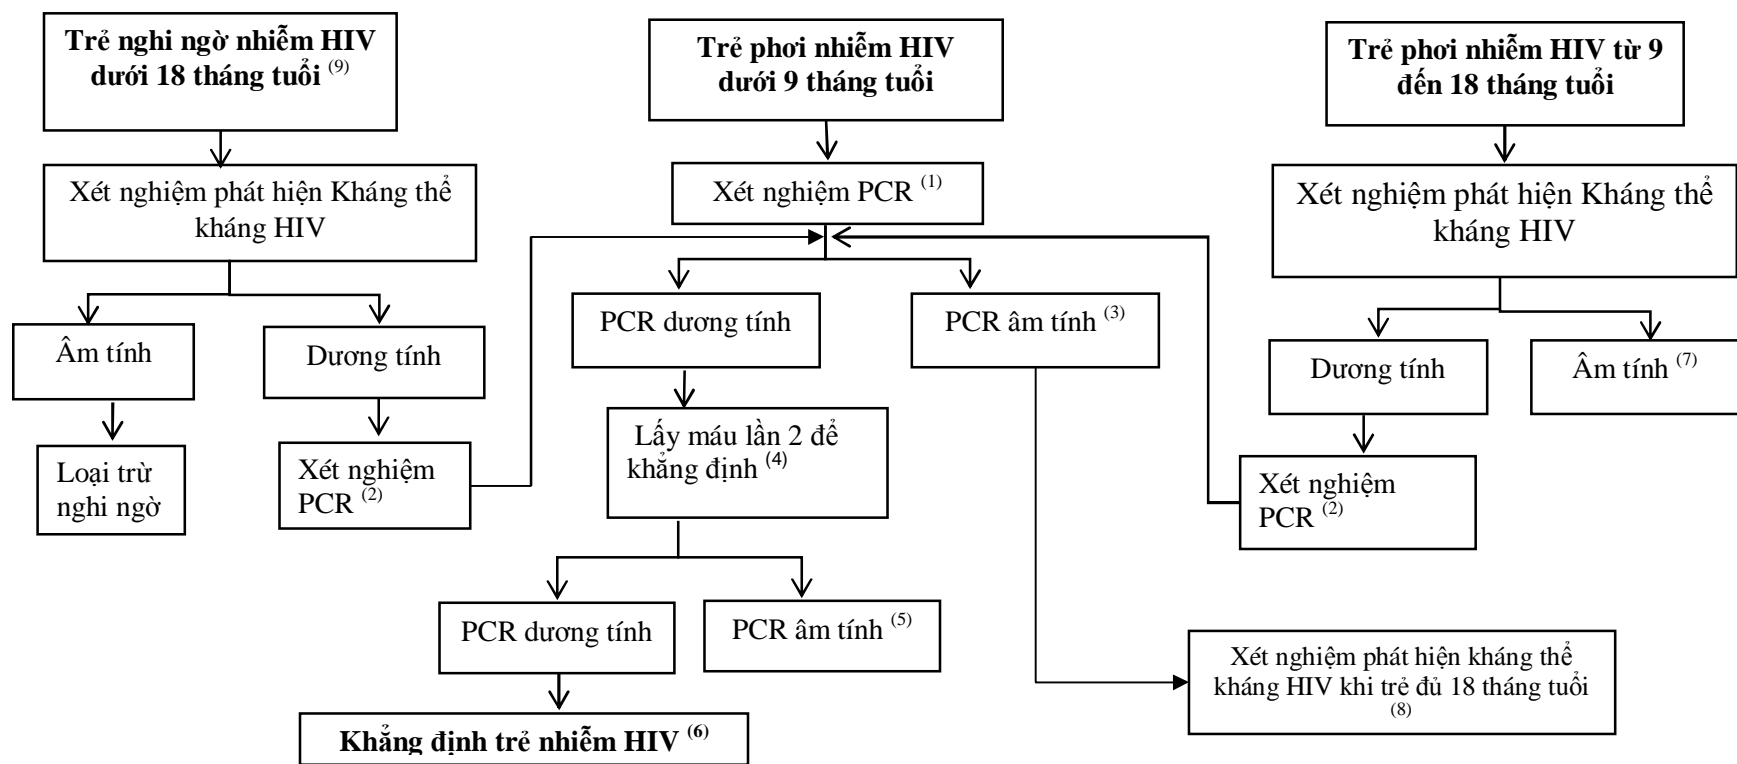 Trẻ nghi ngờ nhiễm HIV
dưới 18 tháng tuổi (9)
Trẻ phơi nhiễm HIV
dưới 9 tháng tuổi
Trẻ phơi nhiễm HIV từ 9
đến 18 tháng tuổi
Xét nghiệm phát hiện Kháng thể
kháng HIV
Xét nghiệm PCR (1)
Xét nghiệm phát hiện Kháng thể
kháng HIV
Âm tính
Dương tính
PCR dương tính
PCR âm tính (3)
Dương tính
Âm tính (7)
Loại trừ
nghi ngờ
Xét nghiệm
PCR (2)
Lấy máu lần 2 để
khẳng định (4)
Xét nghiệm
PCR (2)
PCR dương tính
PCR âm tính (5)
Xét nghiệm phát hiện kháng thể
kháng HIV khi trẻ đủ 18 tháng tuổi
(8)
Khẳng định trẻ nhiễm HIV (6)